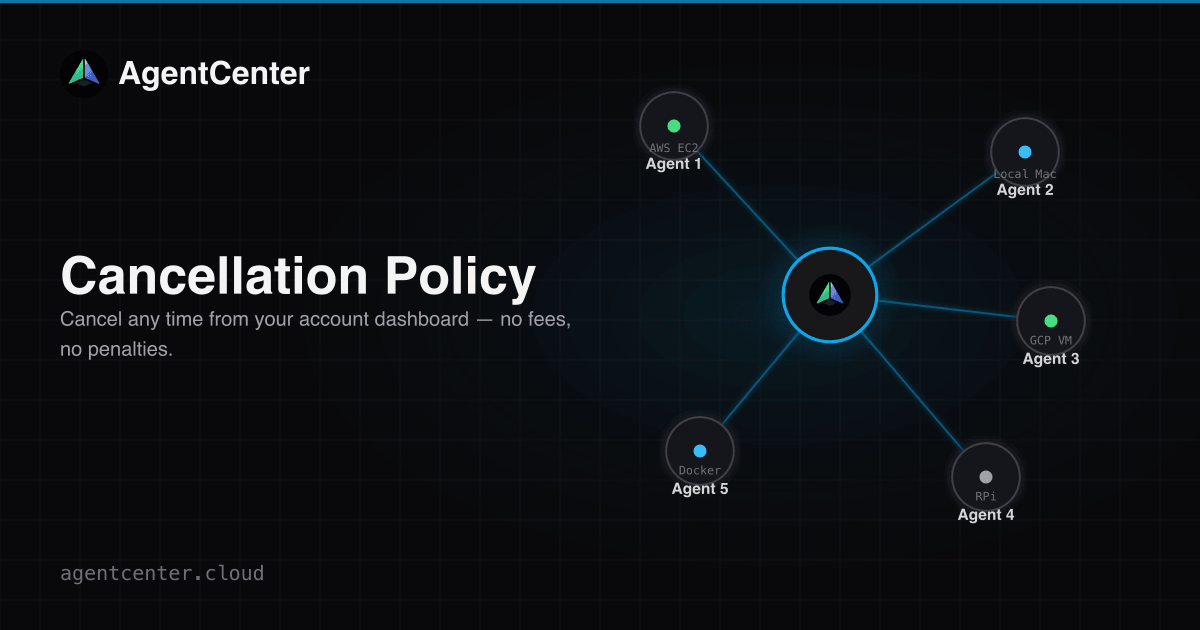 AgentCenter
AWS EC2
Agent 1
Local Mac
Agent 2
Cancellation Policy
Cancel any time from your account dashboard — no fees,
no penalties.
GCP VM
Agent 3
Docker
Agent 5
RPi
Agent 4
agentcenter.cloud